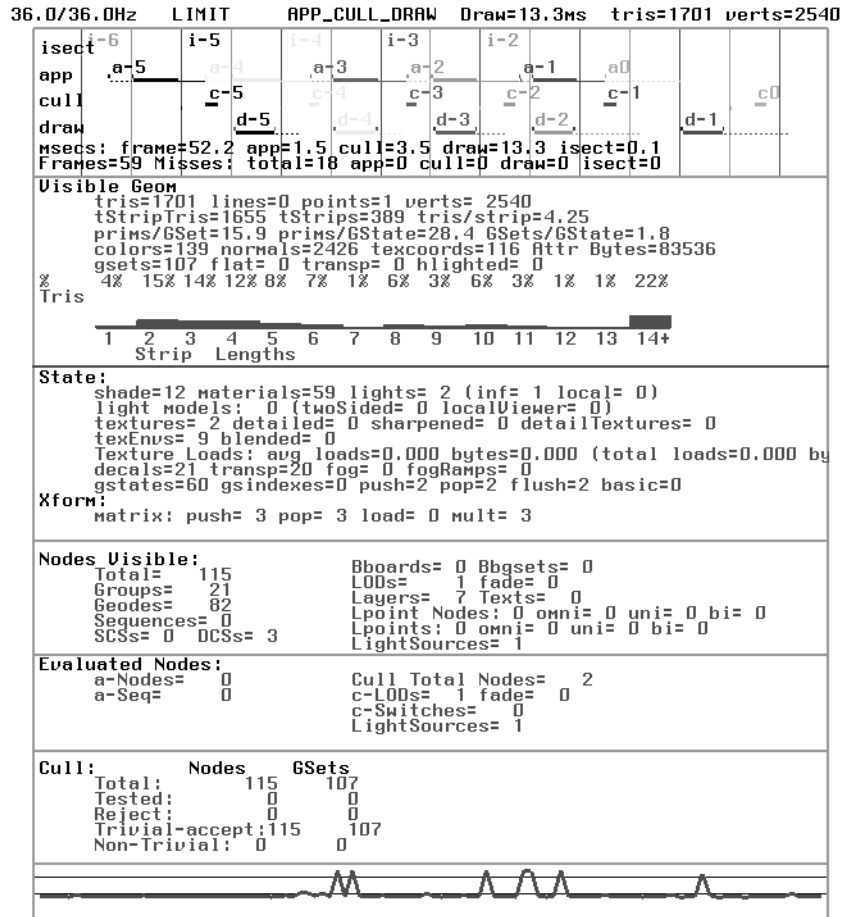 36.0/36.0Hz LIMIT APP_CULL_DRAW Draw=13.3ms tris=1701 verts=2540
isect i-6 i-5 i-4 i-3 i-2
app a-5 a-4 a-3 a-2 a-1 a0
cull c-5 c-4 c-3 c-2 c-1 c0
draw d-5 d-4 d-3 d-2 d-1
msecs: frame=52.2 app=1.5 cull=3.5 draw=13.3 isect=0.1
Frames=59 Misses: total=18 app=0 cull=0 draw=0 isect=0
Visible Geom
tris=1701 lines=0 points=1 verts= 2540
tStripTris=1655 tStrips=389 tris/strip=4.25
prims/GSet=15.9 prims/GState=28.4 GSets/GState=1.8
colors=139 normals=2426 texcoords=116 Attr Bytes=83536
gsets=107 flat= 0 transp= 0 hlighted= 0
% 4% 15% 14% 12% 8% 7% 1% 6% 3% 6% 3% 1% 1% 22%
Tris
1 2 3 4 5 6 7 8 9 10 11 12 13 14+
Strip Lengths
State:
shade=12 materials=59 lights= 2 (inf= 1 local= 0)
light models: 0 (twoSided= 0 localViewer= 0)
textures= 2 detailed= 0 sharpened= 0 detailTextures= 0
texEnvs= 9 blended= 0
Texture Loads: avg loads=0.000 bytes=0.000 (total loads=0.000 by
decals=21 transp=20 fog= 0 fogRamps= 0
gstates=60 gsindexes=0 push=2 pop=2 flush=2 basic=0
Xform:
matrix: push= 3 pop= 3 load= 0 mult= 3
Nodes Visible:
Total= 115
Groups= 21
Geodes= 82
Sequences= 0
SCSs= 0 DCSs= 3
Bboards= 0 Bbgsets= 0
LODs= 1 fade= 0
Layers= 7 Texts= 0
Lpoint Nodes: 0 omni= 0 uni= 0 bi= 0
Lpoints: 0 omni= 0 uni= 0 bi= 0
LightSources= 1
Evaluated Nodes:
a-Nodes= 0
a-Seq= 0
Cull Total Nodes= 2
c-LODs= 1 fade= 0
c-Switches= 0
LightSources= 1
Cull: Nodes GSets
Total: 115 107
Tested: 0 0
Reject: 0 0
Trivial-accept:115 107
Non-Trivial: 0 0